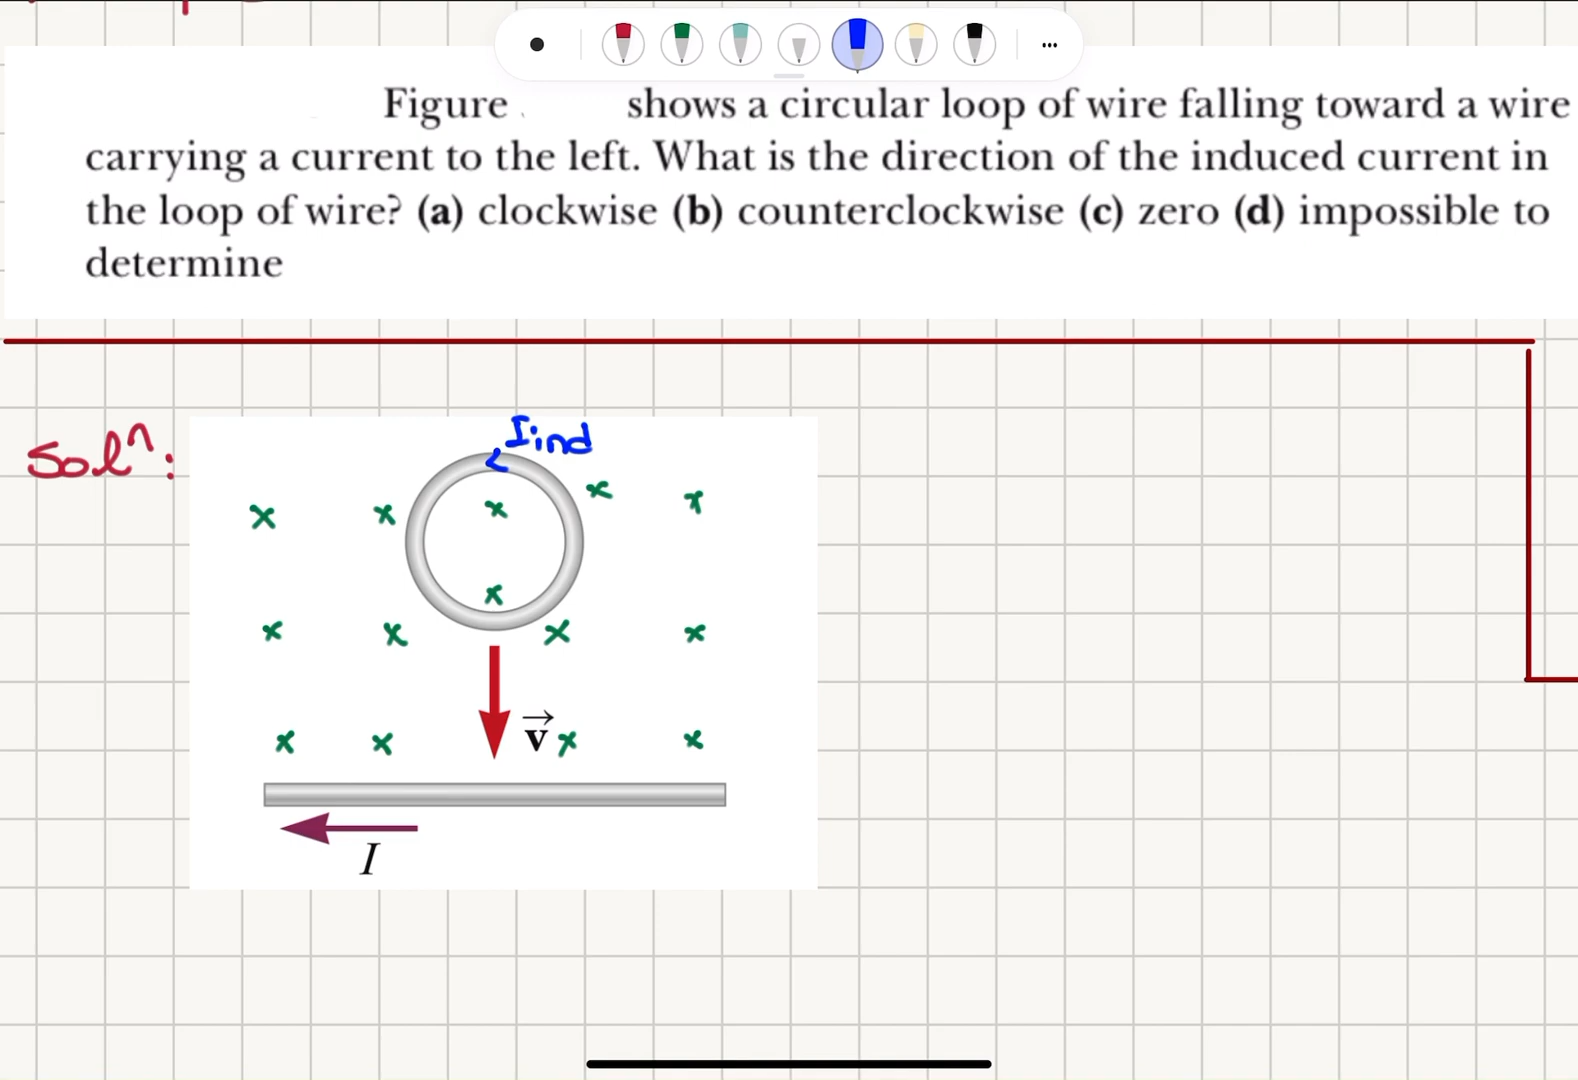 Figure shows a circular loop of wire falling toward a wire
carrying a current to the left. What is the direction of the induced current in
the loop of wire? (a) clockwise (b) counterclockwise (c) zero (d) impossible to
determine
Solⁿ:
I ind
x x x x x
x x x x
v
x x x x
I